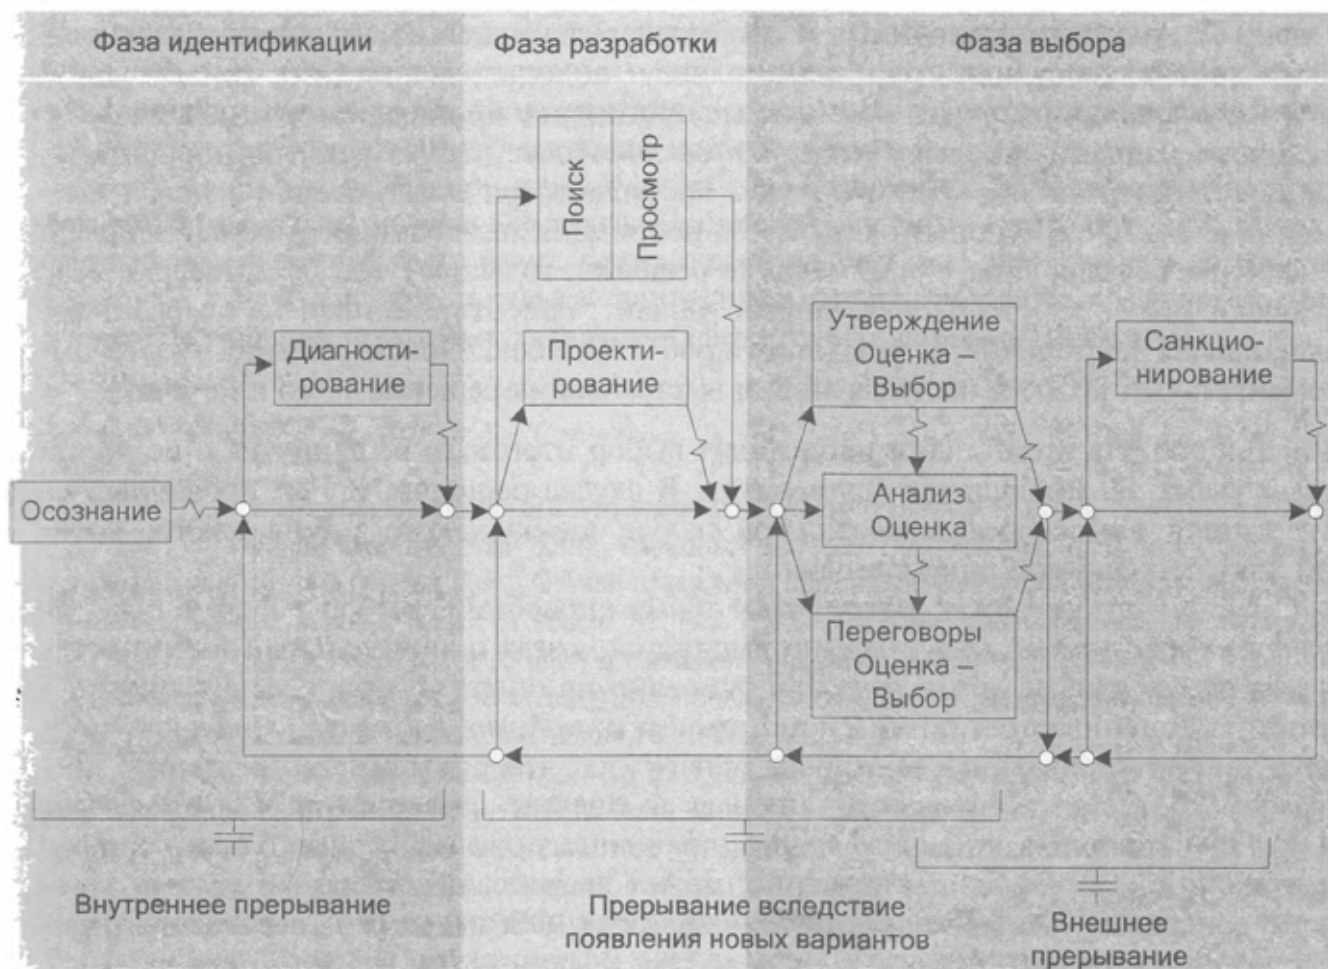 Фаза идентификации
Фаза разработки
Фаза выбора
Поиск
Просмотр
Утверждение
Оценка –
Выбор
Санкцио-
нирование
Диагности-
рование
Проекти-
рование
Осознание
Анализ
Оценка
Переговоры
Оценка –
Выбор
Внутреннее прерывание
Прерывание вследствие
появления новых вариантов
Внешнее
прерывание